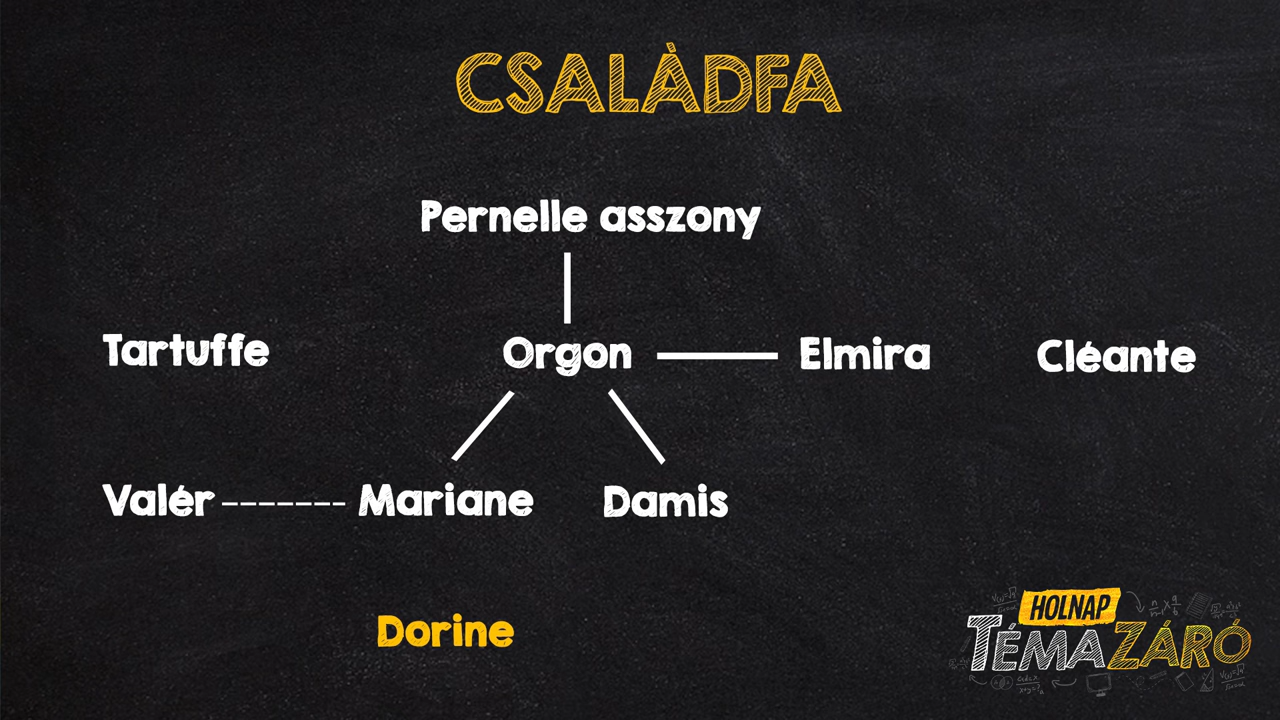 CSALÀDFA
Pernelle asszony
Tartuffe Orgon Elmira Cléante
Valér Mariane Damis
Dorine
HOLNAP
TÉMAZÁRÓ